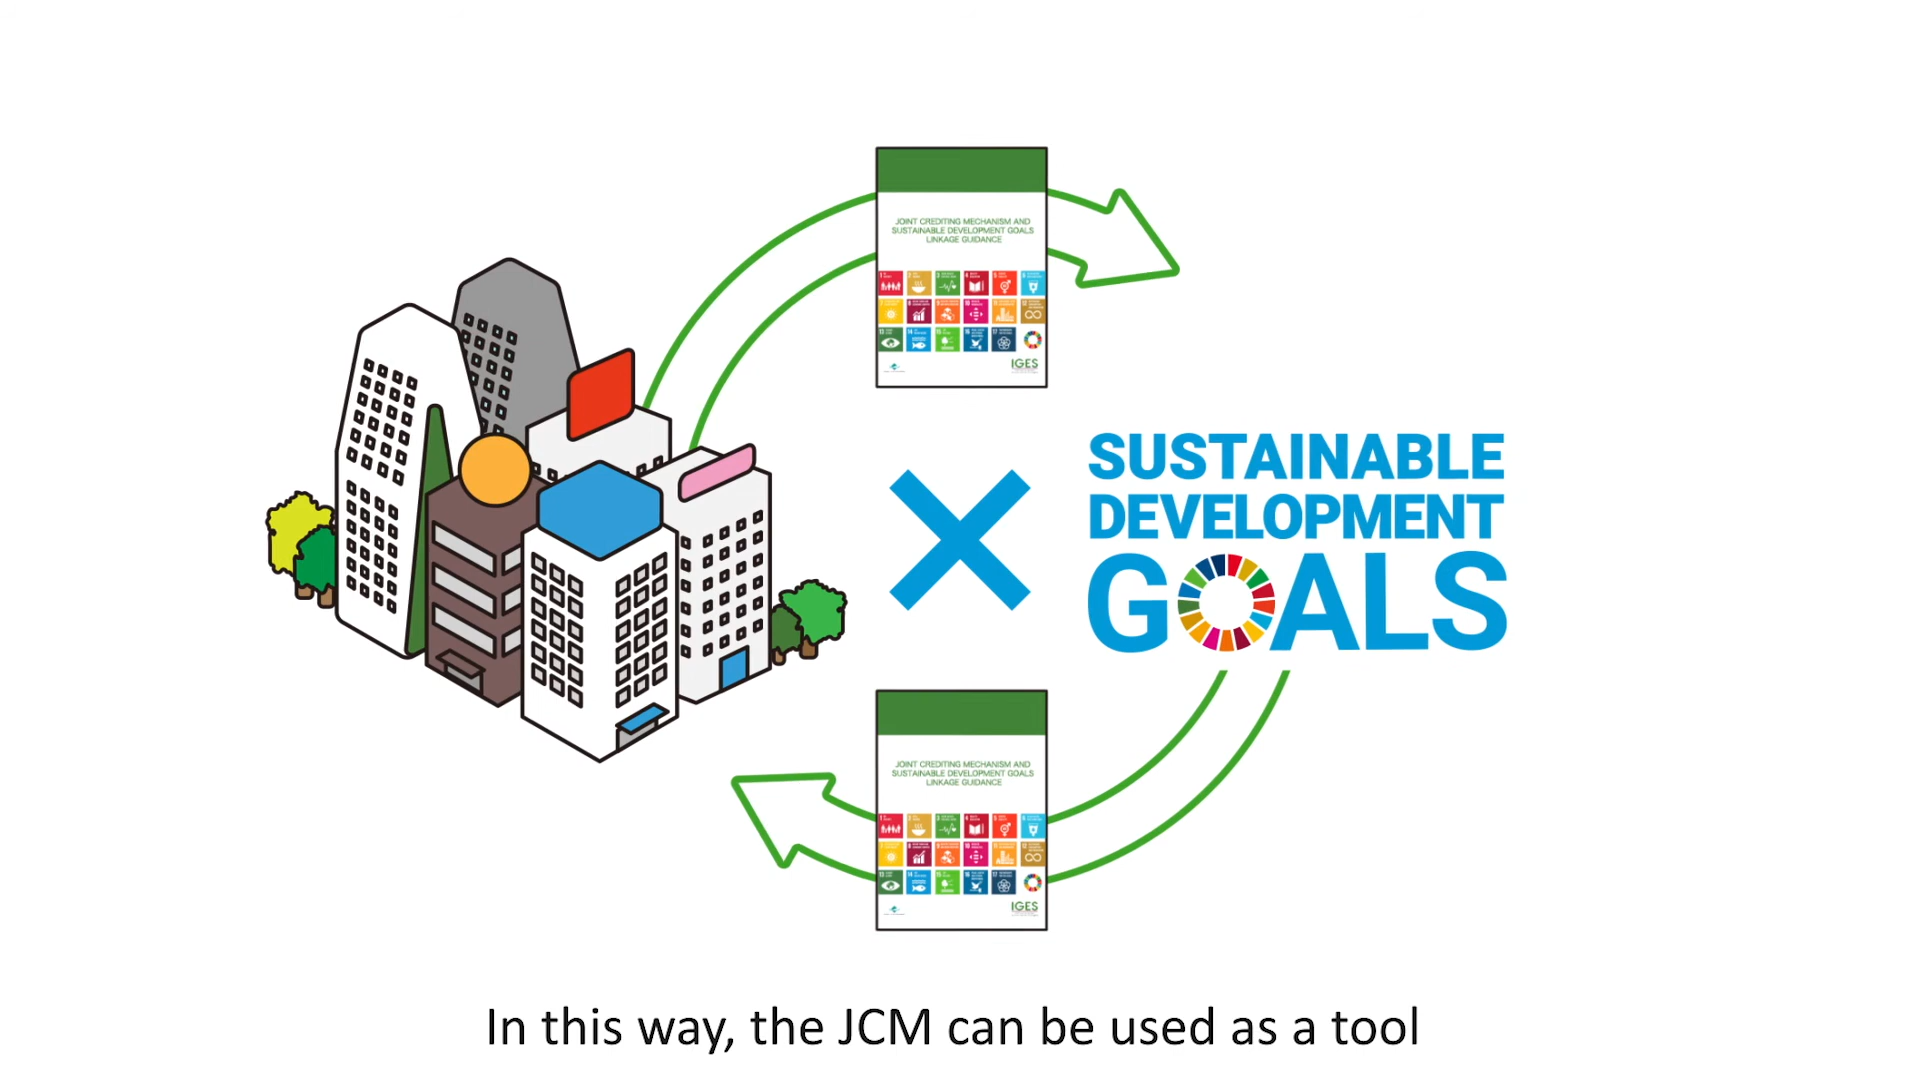 JOINT CREDITING MECHANISM AND
SUSTAINABLE DEVELOPMENT GOALS
LINKAGE GUIDANCE
IGES
SUSTAINABLE
DEVELOPMENT
GOALS
JOINT CREDITING MECHANISM AND
SUSTAINABLE DEVELOPMENT GOALS
LINKAGE GUIDANCE
IGES
In this way, the JCM can be used as a tool